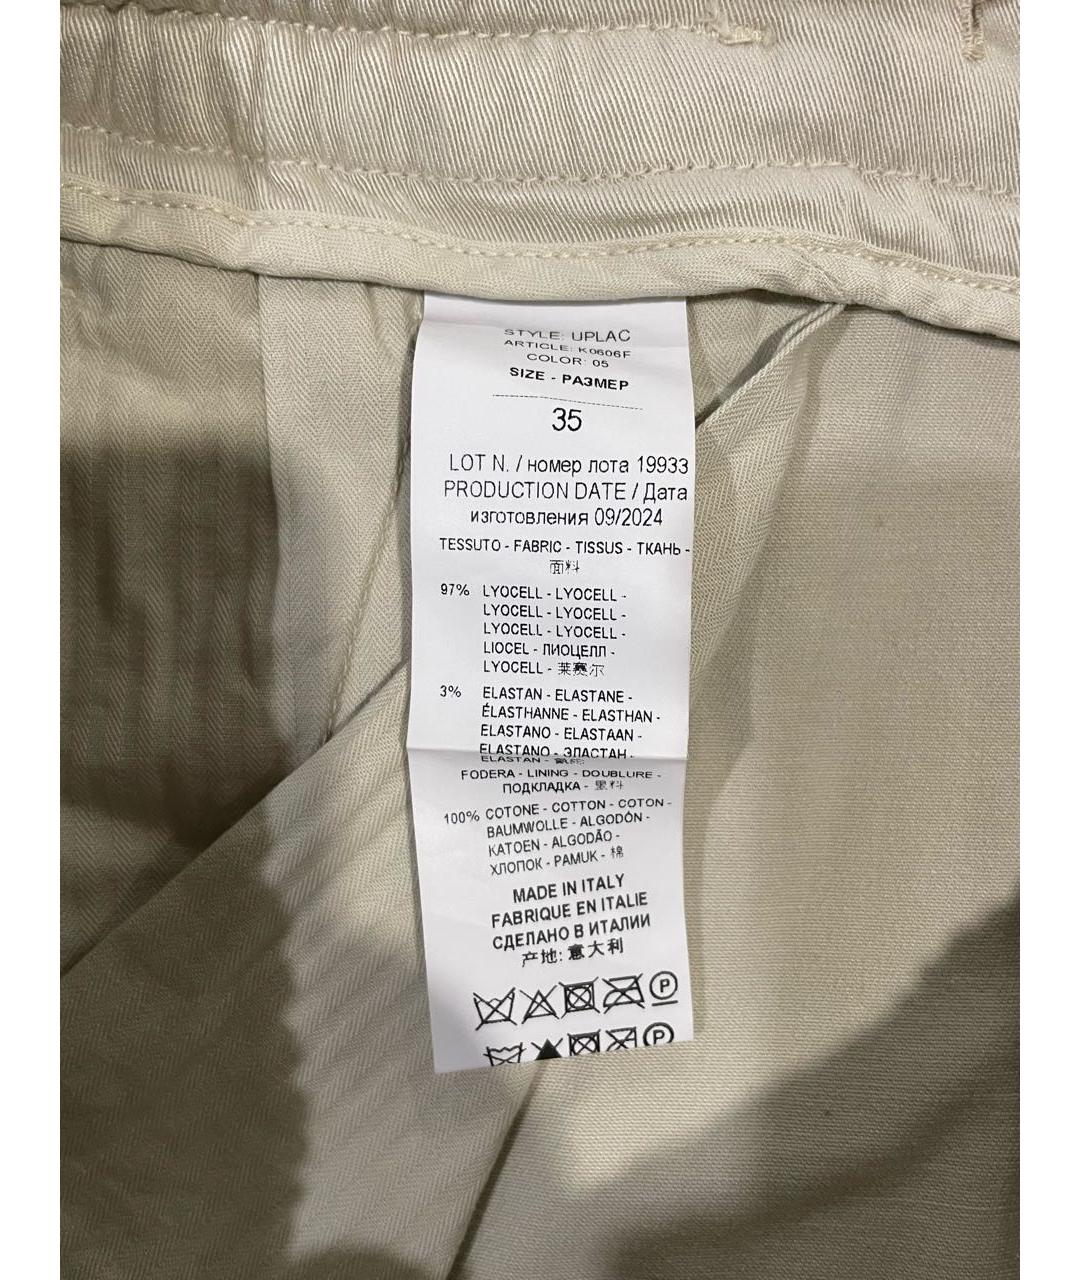 STYLE: UPLAC
ARTICLE: K0606F
COLOR: 05
SIZE - РАЗМЕР
35
LOT N. / номер лота 19933
PRODUCTION DATE / Дата
изготовления 09/2024
TESSUTO - FABRIC - TISSUS - ТКАНЬ -
面料
97% LYOCELL - LYOCELL -
LYOCELL - LYOCELL -
LYOCELL - LYOCELL -
LIOCEL - ЛИОЦЕЛЛ -
LYOCELL - 莱赛尔
3% ELASTAN - ELASTANE -
ÉLASTHANNE - ELASTHAN -
ELASTANO - ELASTAAN -
ELASTANO - ЭЛАСТАН -
ELASTAN -
FODERA - LINING - DOUBLURE -
ПОДКЛАДКА - 里料
100% COTONE - COTTON - COTON -
BAUMWOLLE - ALGODÓN -
KATOEN - ALGODÃO -
ХЛОПОК - PAMUK - 棉
MADE IN ITALY
FABRIQUE EN ITALIE
СДЕЛАНО В ИТАЛИИ
产地: 意大利
P
P